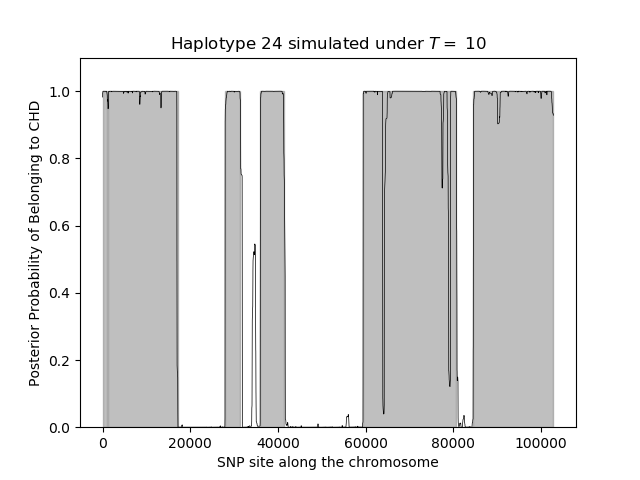 Haplotype 24 simulated under T = 10
Posterior Probability of Belonging to CHD
1.0
0.8
0.6
0.4
0.2
0.0
0 20000 40000 60000 80000 100000
SNP site along the chromosome